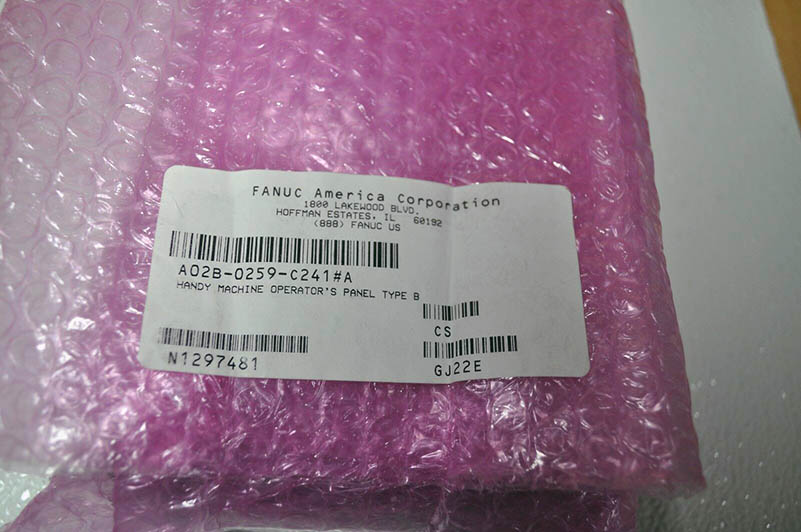 FANUC America Corporation
1800 LAKEWOOD BLVD.
HOFFMAN ESTATES, IL 60192
(888) FANUC US
A02B-0259-C241#A
HANDY MACHINE OPERATOR'S PANEL TYPE B
CS
N1297481
GJ22E